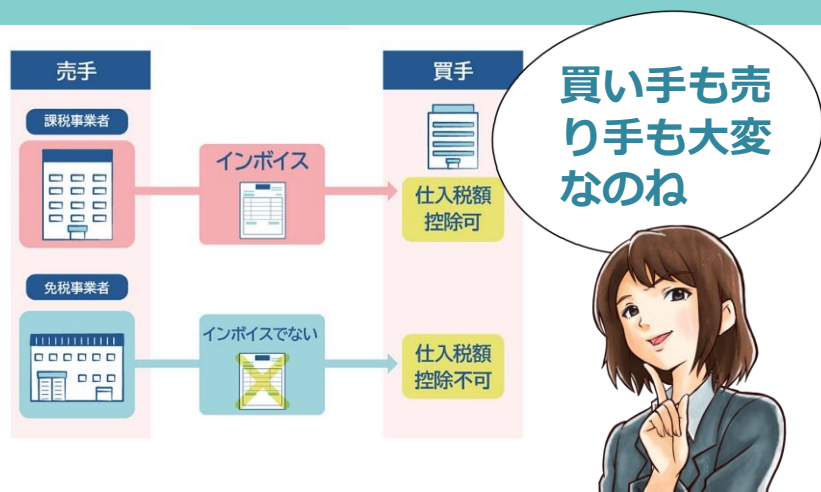 売手
課税事業者
インボイス
買手
仕入税額
控除可
免税事業者
インボイスでない
仕入税額
控除不可
買い手も売
り手も大変
なのね